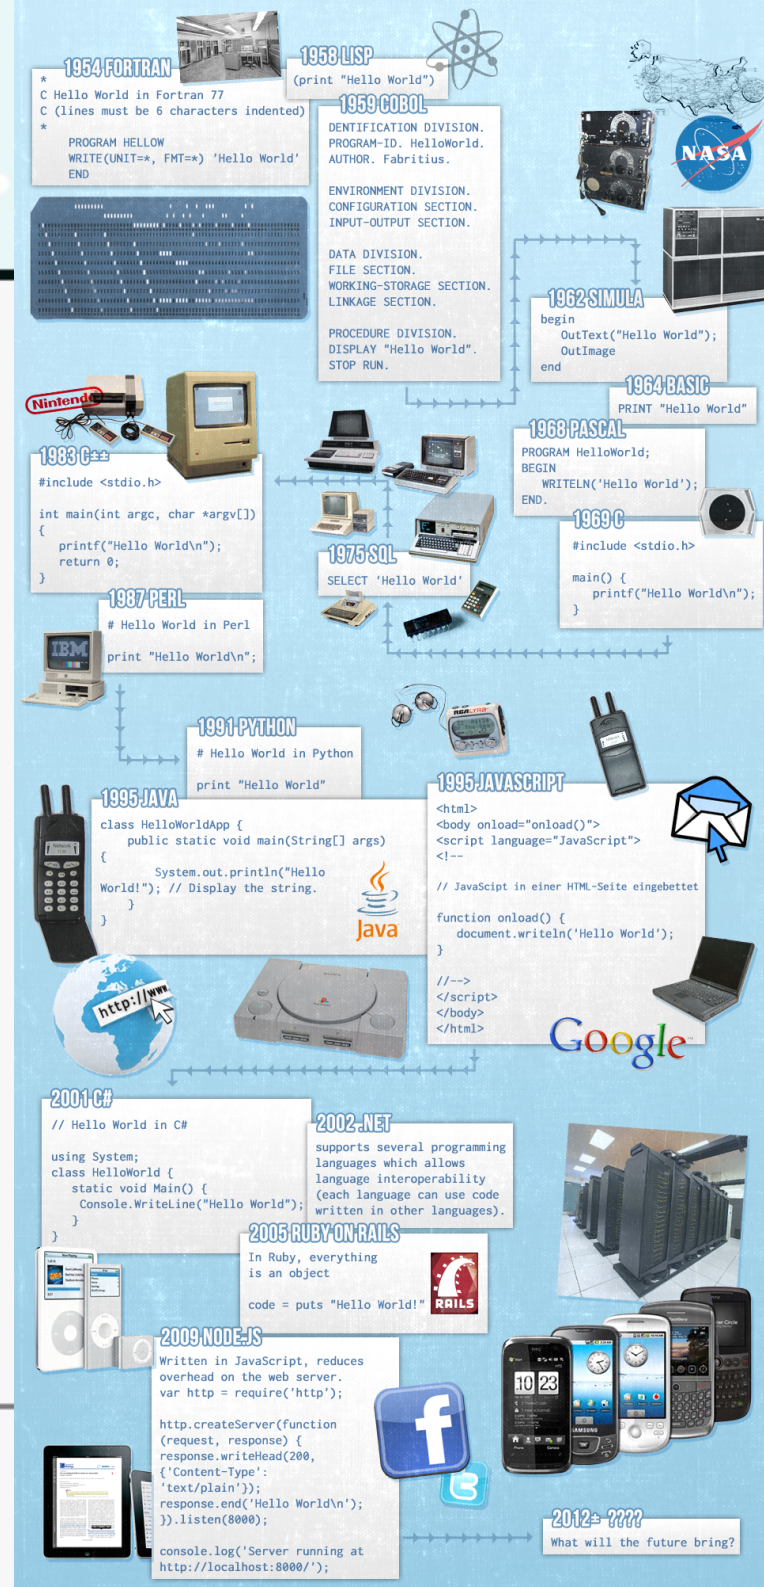 1954 FORTRAN
*
C Hello World in Fortran 77
C (lines must be 6 characters indented)
*
PROGRAM HELLOW
WRITE(UNIT=*, FMT=*) 'Hello World'
END
1958 LISP
(print "Hello World")
1959 COBOL
DENTIFICATION DIVISION.
PROGRAM-ID. HelloWorld.
AUTHOR. Fabritius.
ENVIRONMENT DIVISION.
CONFIGURATION SECTION.
INPUT-OUTPUT SECTION.
DATA DIVISION.
FILE SECTION.
WORKING-STORAGE SECTION.
LINKAGE SECTION.
PROCEDURE DIVISION.
DISPLAY "Hello World".
STOP RUN.
NASA
1962 SIMULA
begin
OutText("Hello World");
OutImage
end
1964 BASIC
PRINT "Hello World"
1968 PASCAL
PROGRAM HelloWorld;
BEGIN
WRITELN('Hello World');
END.
1969 C
#include <stdio.h>
main() {
printf("Hello World\n");
}
1975 SQL
SELECT 'Hello World'
Nintendo
1983 C++
#include <stdio.h>
int main(int argc, char *argv[])
{
printf("Hello World\n");
return 0;
}
1987 PERL
# Hello World in Perl
print "Hello World\n";
IBM
1991 PYTHON
# Hello World in Python
print "Hello World"
RCA LYRA
1995 JAVA
class HelloWorldApp {
public static void main(String[] args)
{
System.out.println("Hello
World!"); // Display the string.
}
}
Java
1995 JAVASCRIPT
<html>
<body onload="onload()">
<script language="JavaScript">
<!--
// JavaScipt in einer HTML-Seite eingebettet
function onload() {
document.writeln('Hello World');
}
//-->
</script>
</body>
</html>
http://www
Google
2001 C#
// Hello World in C#
using System;
class HelloWorld {
static void Main() {
Console.WriteLine("Hello World");
}
}
2002 .NET
supports several programming
languages which allows
language interoperability
(each language can use code
written in other languages).
2005 RUBY ON RAILS
In Ruby, everything
is an object
code = puts "Hello World!"
RAILS
2009 NODE.JS
Written in JavaScript, reduces
overhead on the web server.
var http = require('http');
http.createServer(function
(request, response) {
response.writeHead(200,
{'Content-Type':
'text/plain'});
response.end('Hello World\n');
}).listen(8000);
console.log('Server running at
http://localhost:8000/');
f
t
10 23
SAMSUNG
2012± ????
What will the future bring?